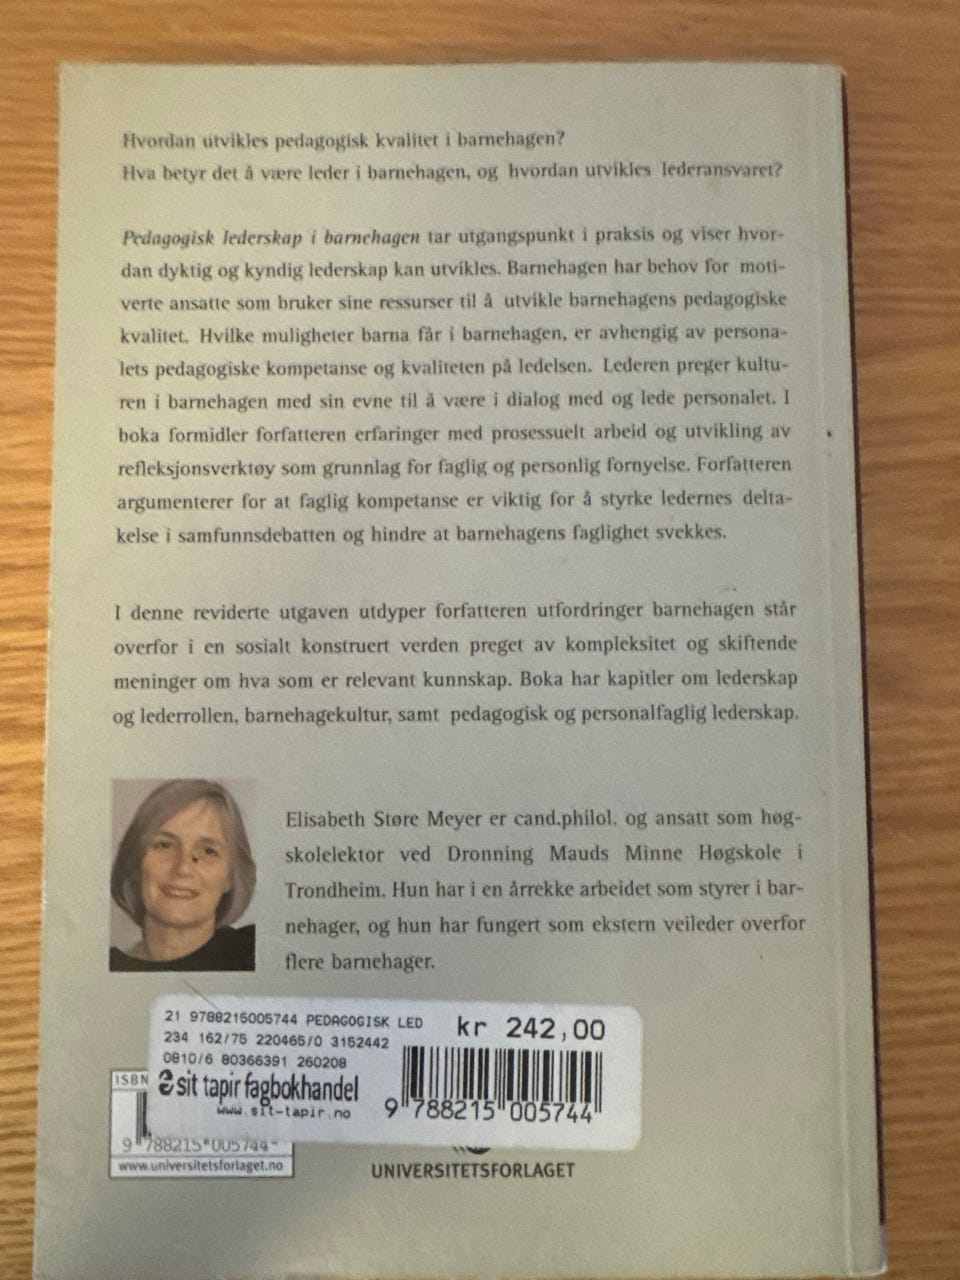 Hvordan utvikles pedagogisk kvalitet i barnehagen?
Hva betyr det å være leder i barnehagen, og hvordan utvikles lederansvaret?
Pedagogisk lederskap i barnehagen tar utgangspunkt i praksis og viser hvor-
dan dyktig og kyndig lederskap kan utvikles. Barnehagen har behov for moti-
verte ansatte som bruker sine ressurser til å utvikle barnehagens pedagogiske
kvalitet. Hvilke muligheter barna får i barnehagen, er avhengig av persona-
lets pedagogiske kompetanse og kvaliteten på ledelsen. Lederen preger kultu-
ren i barnehagen med sin evne til å være i dialog med og lede personalet. I
boka formidler forfatteren erfaringer med prosessuelt arbeid og utvikling av
refleksjonsverktøy som grunnlag for faglig og personlig fornyelse. Forfatteren
argumenterer for at faglig kompetanse er viktig for å styrke ledernes delta-
kelse i samfunnsdebatten og hindre at barnehagens faglighet svekkes.
I denne reviderte utgaven utdyper forfatteren utfordringer barnehagen står
overfor i en sosialt konstruert verden preget av kompleksitet og skiftende
meninger om hva som er relevant kunnskap. Boka har kapitler om lederskap
og lederrollen, barnehagekultur, samt pedagogisk og personalfaglig lederskap.
Elisabeth Støre Meyer er cand.philol. og ansatt som høg-
skolelektor ved Dronning Mauds Minne Høgskole i
Trondheim. Hun har i en årrekke arbeidet som styrer i bar-
nehager, og hun har fungert som ekstern veileder overfor
flere barnehager.
21 9788215005744 PEDAGOGISK LED
234 162/75 220465/0 3152442
0810/6 80366391 260208
kr 242,00
sit tapir fagbokhandel
www.sit-tapir.no
9 788215 005744
ISBN
9 788215 005744
www.universitetsforlaget.no
UNIVERSITETSFORLAGET